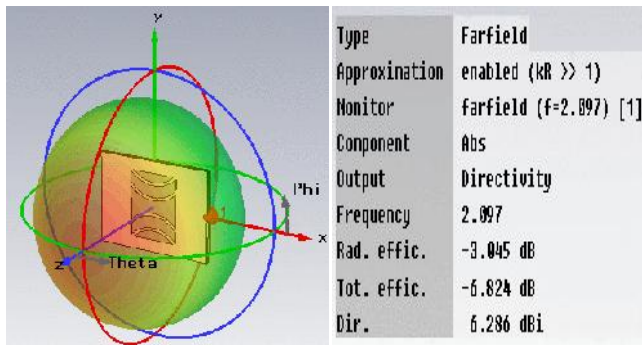 y
Phi
1
x
z
Theta
Type Farfield
Approximation enabled (kR >> 1)
Monitor farfield (f=2.097) [1]
Component Abs
Output Directivity
Frequency 2.097
Rad. effic. -3.045 dB
Tot. effic. -6.824 dB
Dir. 6.286 dBi